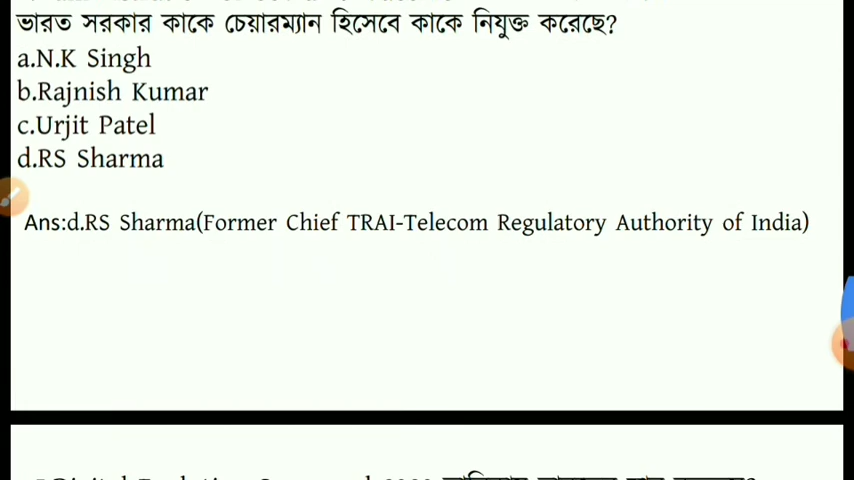 ভারত সরকার কাকে চেয়ারম্যান হিসেবে কাকে নিযুক্ত করেছে?
a.N.K Singh
b.Rajnish Kumar
c.Urjit Patel
d.RS Sharma
Ans:d.RS Sharma(Former Chief TRAI-Telecom Regulatory Authority of India)